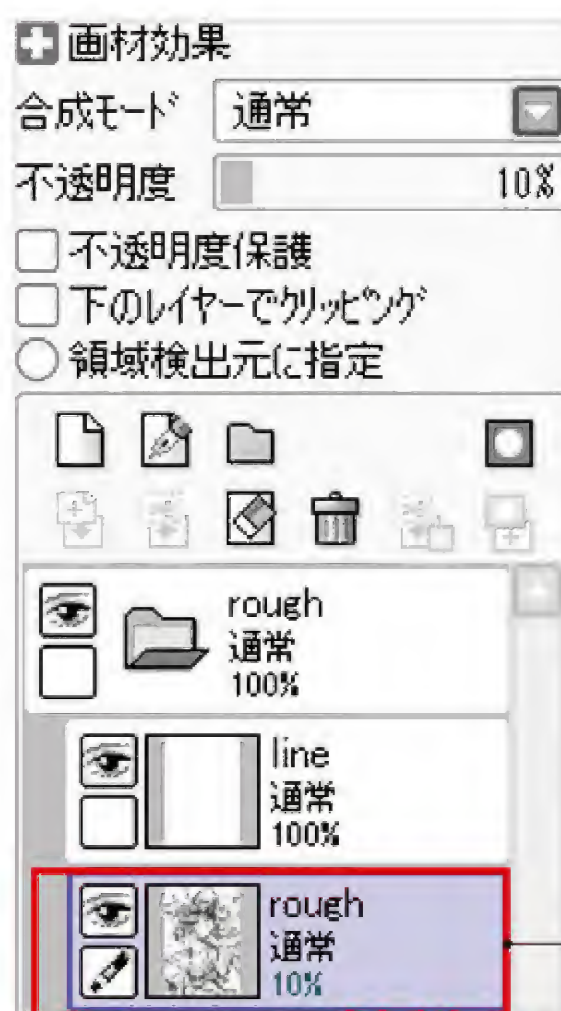 画材効果
合成モード 通常
不透明度 10%
不透明度保護
下のレイヤーでクリッピング
領域検出元に指定
rough
通常
100%
line
通常
100%
rough
通常
10%